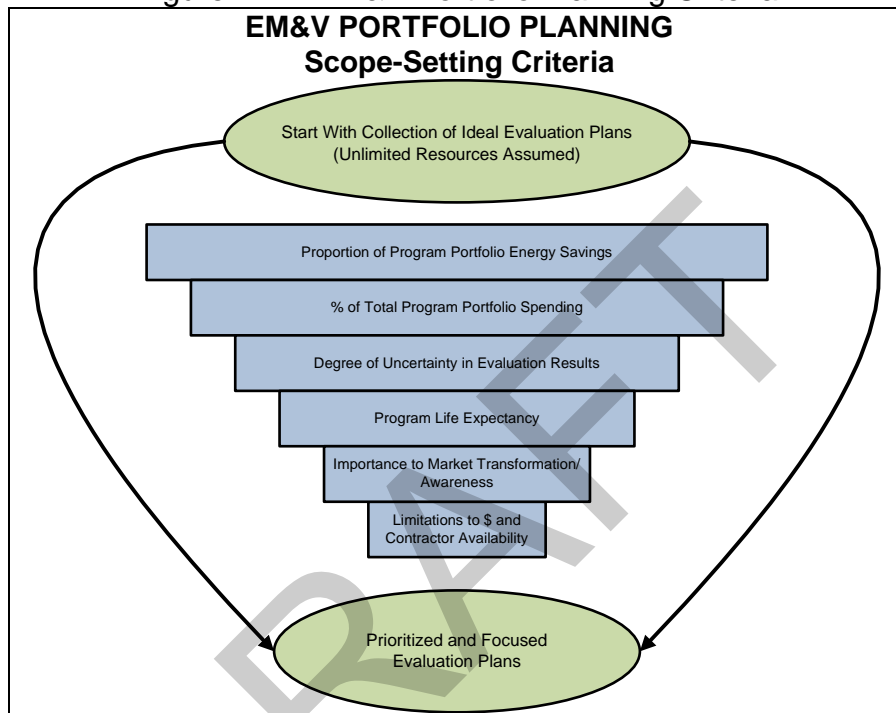 EM&V PORTFOLIO PLANNING
Scope-Setting Criteria
Start With Collection of Ideal Evaluation Plans
(Unlimited Resources Assumed)
Proportion of Program Portfolio Energy Savings
% of Total Program Portfolio Spending
Degree of Uncertainty in Evaluation Results
Program Life Expectancy
Importance to Market Transformation/
Awareness
Limitations to $ and
Contractor Availability
Prioritized and Focused
Evaluation Plans
DRAFT